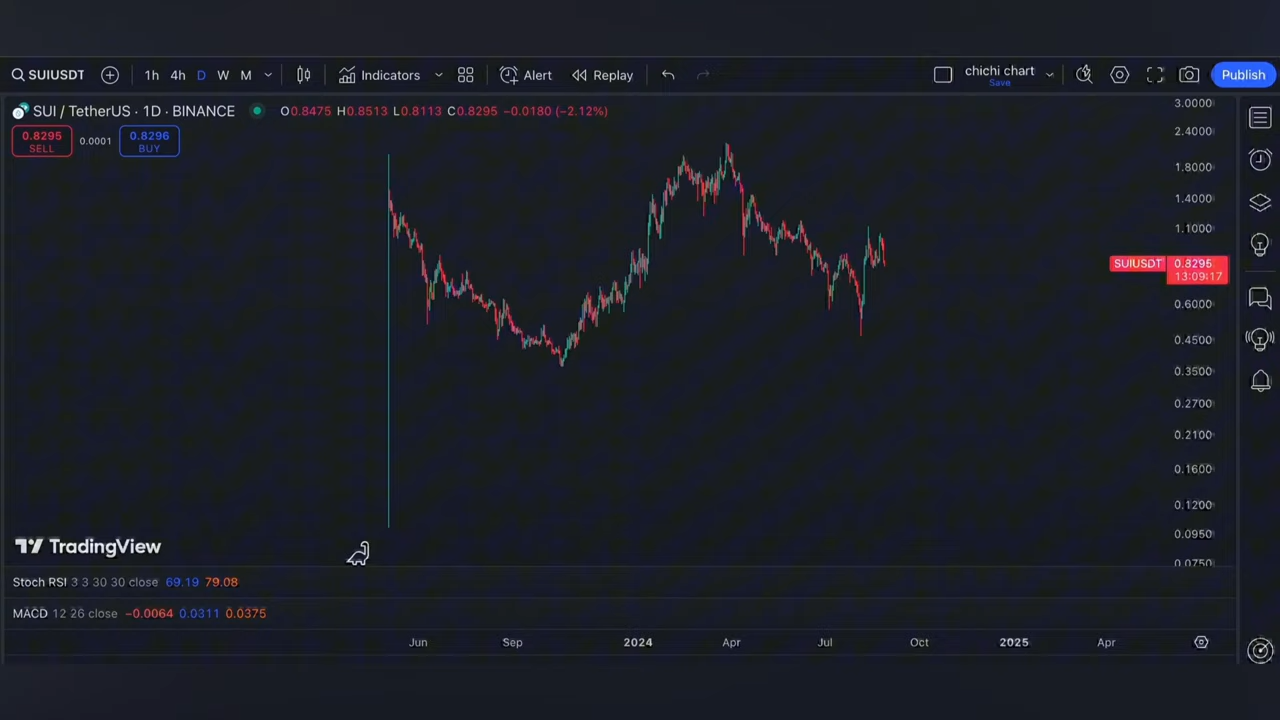 SUIUSDT 1h 4h D W M Indicators Alert Replay chichi chart Save Publish
SUI / TetherUS · 1D · BINANCE O0.8475 H0.8513 L0.8113 C0.8295 −0.0180 (−2.12%)
0.8295 SELL 0.0001 0.8296 BUY
3.0000
2.4000
1.8000
1.4000
1.1000
SUIUSDT 0.8295
13:09:17
0.6000
0.4500
0.3500
0.2700
0.2100
0.1600
0.1200
0.0950
0.0750
TradingView
Stoch RSI 3 3 30 30 close 69.19 79.08
MACD 12 26 close −0.0064 0.0311 0.0375
Jun Sep 2024 Apr Jul Oct 2025 Apr